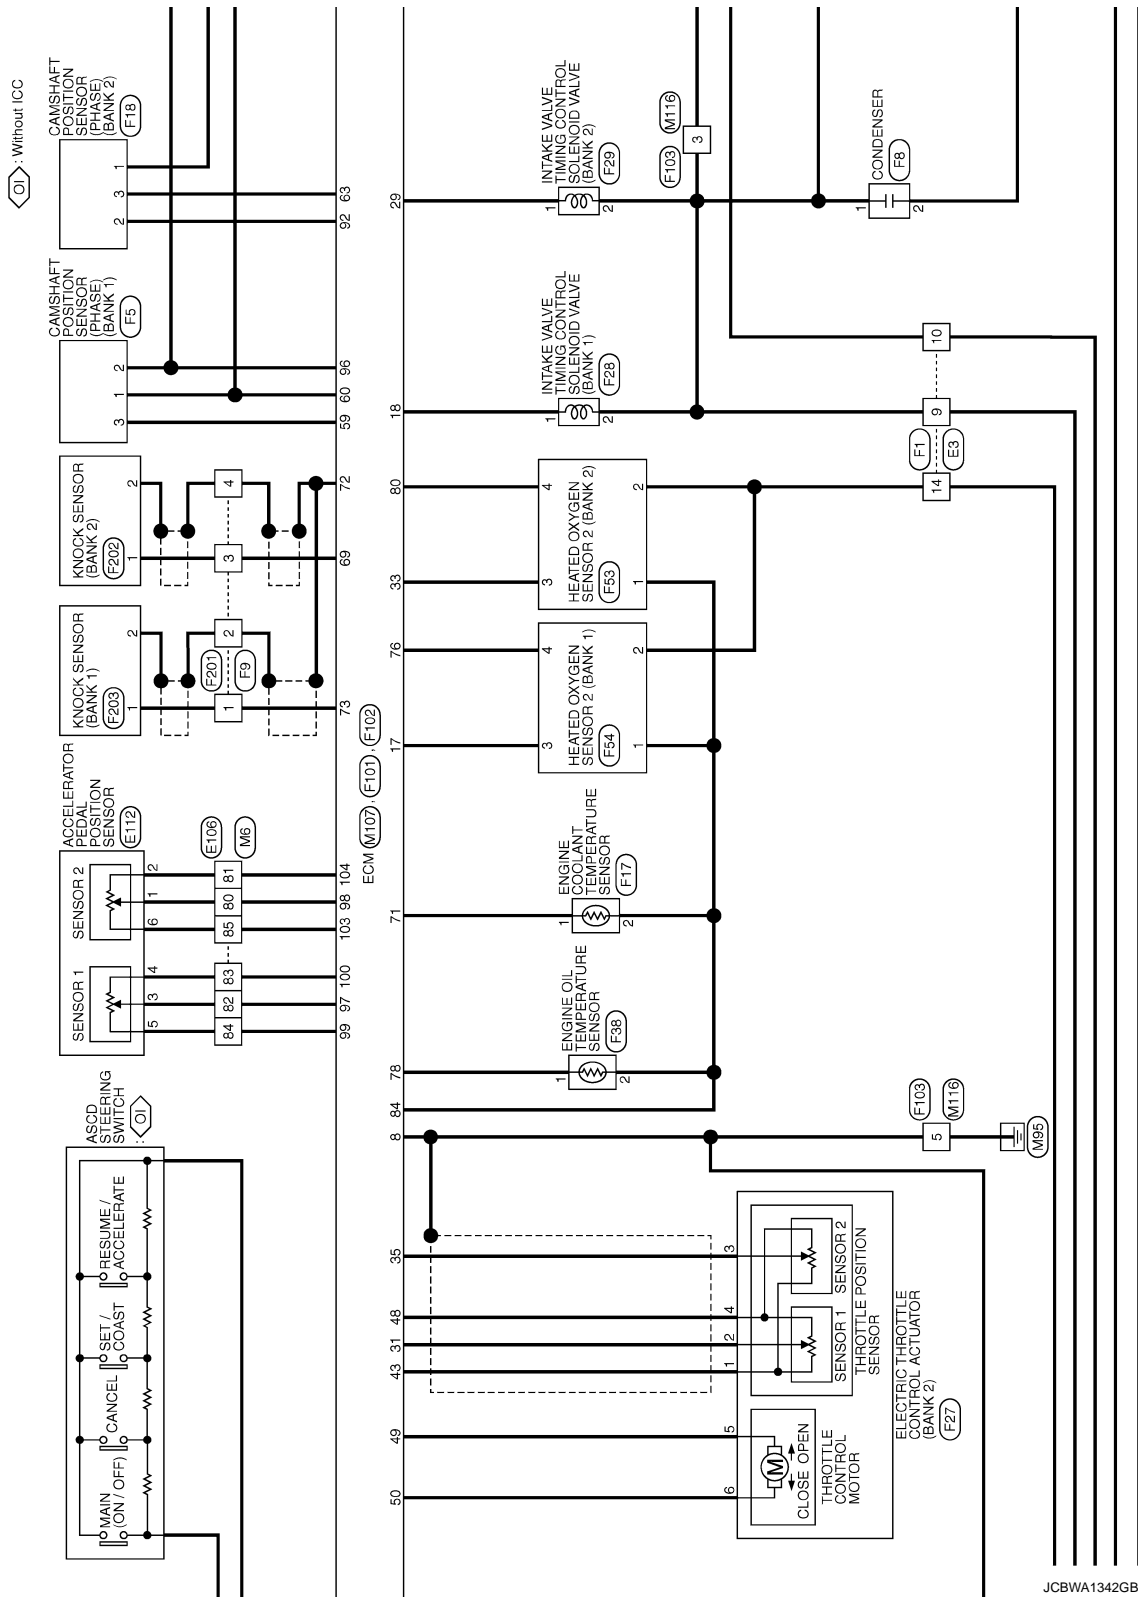 OI : Without ICC
ASCD
STEERING
SWITCH
: OI
MAIN
(ON / OFF)
CANCEL
SET /
COAST
RESUME /
ACCELERATE
ACCELERATOR
PEDAL
POSITION
SENSOR
E112
SENSOR 1
SENSOR 2
5 3 4 6 1 2
84 82 83 85 80 81
E106
M6
99 97 100 103 98 104
KNOCK SENSOR
(BANK 1)
F203
1 2
1 2
F201
F9
73
KNOCK SENSOR
(BANK 2)
F202
1 2
3 4
69 72
CAMSHAFT
POSITION
SENSOR
(PHASE)
(BANK 1)
F5
3 1 2
59 60 96
CAMSHAFT
POSITION
SENSOR
(PHASE)
(BANK 2)
F18
2 3 1
92 63
ECM M107 , F101 , F102
50 49 43 31 48 35 8 84 78 71 17 76 33 80 18 29
6 5 1 2 4 3
M
CLOSE OPEN
THROTTLE
CONTROL
MOTOR
SENSOR 1
SENSOR 2
THROTTLE POSITION
SENSOR
ELECTRIC THROTTLE
CONTROL ACTUATOR
(BANK 2)
F27
5
F103
M116
M95
ENGINE OIL
TEMPERATURE
SENSOR
F38
1
2
ENGINE
COOLANT
TEMPERATURE
SENSOR
F17
1
2
3 4
HEATED OXYGEN
SENSOR 2 (BANK 1)
F54
1 2
3 4
HEATED OXYGEN
SENSOR 2 (BANK 2)
F53
1 2
INTAKE VALVE
TIMING CONTROL
SOLENOID VALVE
(BANK 1)
F28
1
2
INTAKE VALVE
TIMING CONTROL
SOLENOID VALVE
(BANK 2)
F29
1
2
F103
M116
3
14 9 10
F1
E3
CONDENSER
F8
1
2
JCBWA1342GB